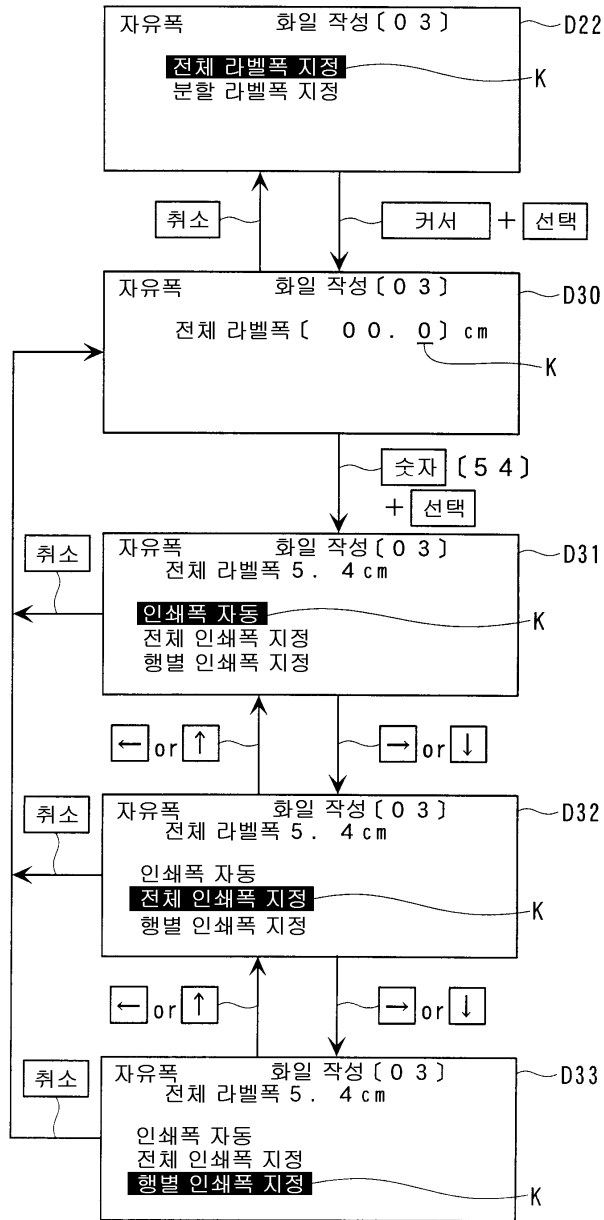 자유폭 화일 작성〔03〕 D22
전체 라벨폭 지정 K
분할 라벨폭 지정
취소 커서 + 선택
자유폭 화일 작성〔03〕 D30
전체 라벨폭〔 00. 0〕cm
K
숫자〔54〕
+ 선택
자유폭 화일 작성〔03〕 D31
취소 전체 라벨폭 5. 4cm
인쇄폭 자동 K
전체 인쇄폭 지정
행별 인쇄폭 지정
← or ↑ → or ↓
자유폭 화일 작성〔03〕 D32
취소 전체 라벨폭 5. 4cm
인쇄폭 자동
전체 인쇄폭 지정 K
행별 인쇄폭 지정
← or ↑ → or ↓
자유폭 화일 작성〔03〕 D33
취소 전체 라벨폭 5. 4cm
인쇄폭 자동
전체 인쇄폭 지정
행별 인쇄폭 지정 K